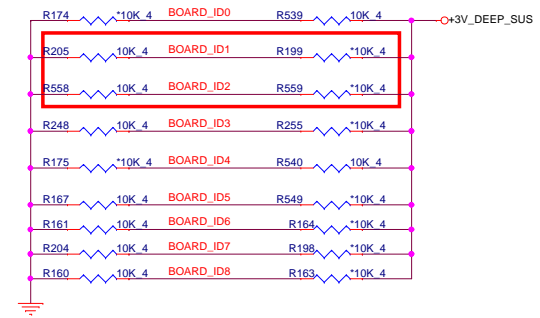 R174 *10K_4 BOARD_ID0 R539 10K_4 +3V_DEEP_SUS
R205 10K_4 BOARD_ID1 R199 *10K_4
R558 10K_4 BOARD_ID2 R559 *10K_4
R248 10K_4 BOARD_ID3 R255 *10K_4
R175 *10K_4 BOARD_ID4 R540 10K_4
R167 10K_4 BOARD_ID5 R549 *10K_4
R161 10K_4 BOARD_ID6 R164 *10K_4
R204 10K_4 BOARD_ID7 R198 *10K_4
R160 10K_4 BOARD_ID8 R163 *10K_4